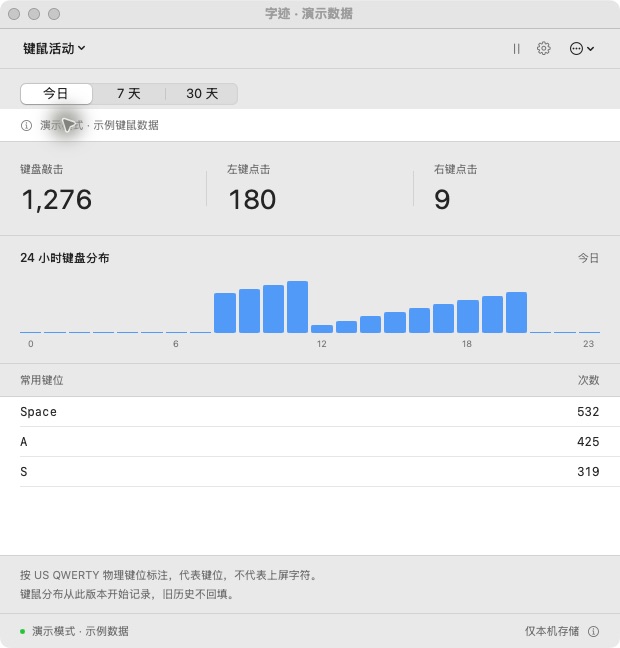 字迹 · 演示数据
键鼠活动
今日 7 天 30 天
演示模式 · 示例键鼠数据
键盘敲击 左键点击 右键点击
1,276 180 9
24 小时键盘分布 今日
0 6 12 18 23
常用键位 次数
Space 532
A 425
S 319
按 US QWERTY 物理键位标注，代表键位，不代表上屏字符。
键鼠分布从此版本开始记录，旧历史不回填。
演示模式 · 示例数据 仅本机存储